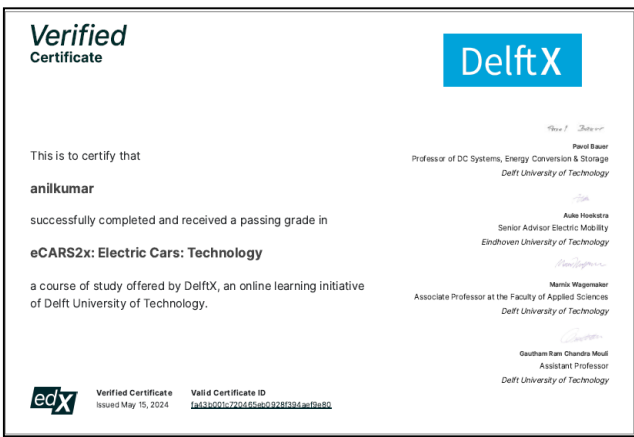 Verified
Certificate
DelftX
This is to certify that
anilkumar
successfully completed and received a passing grade in
eCARS2x: Electric Cars: Technology
a course of study offered by DelftX, an online learning initiative
of Delft University of Technology.
Pavol Bauer
Professor of DC Systems, Energy Conversion & Storage
Delft University of Technology
Auke Hoekstra
Senior Advisor Electric Mobility
Eindhoven University of Technology
Marnix Wagemaker
Associate Professor at the Faculty of Applied Sciences
Delft University of Technology
Gautham Ram Chandra Mouli
Assistant Professor
Delft University of Technology
edX
Verified Certificate
Issued May 15, 2024
Valid Certificate ID
fa43b001c720465eb0928f394aef9e80